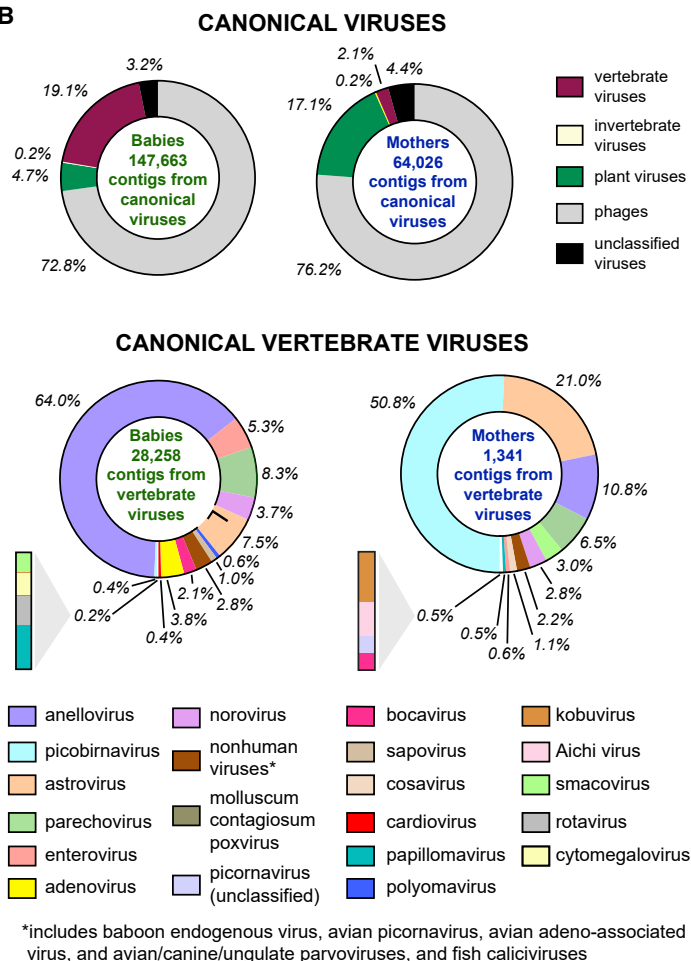 B
CANONICAL VIRUSES
3.2%
19.1%
0.2%
4.7%
72.8%
Babies
147,663
contigs from
canonical
viruses
2.1%
4.4%
0.2%
17.1%
76.2%
Mothers
64,026
contigs from
canonical
viruses
vertebrate
viruses
invertebrate
viruses
plant viruses
phages
unclassified
viruses
CANONICAL VERTEBRATE VIRUSES
64.0%
5.3%
8.3%
3.7%
7.5%
0.6%
1.0%
2.8%
2.1%
3.8%
0.4%
0.2%
0.4%
Babies
28,258
contigs from
vertebrate
viruses
50.8%
21.0%
10.8%
6.5%
3.0%
2.8%
2.2%
1.1%
0.6%
0.5%
0.5%
Mothers
1,341
contigs from
vertebrate
viruses
anellovirus
picobirnavirus
astrovirus
parechovirus
enterovirus
adenovirus
norovirus
nonhuman
viruses*
molluscum
contagiosum
poxvirus
picornavirus
(unclassified)
bocavirus
sapovirus
cosavirus
cardiovirus
papillomavirus
polyomavirus
kobuvirus
Aichi virus
smacovirus
rotavirus
cytomegalovirus
*includes baboon endogenous virus, avian picornavirus, avian adeno-associated
virus, and avian/canine/ungulate parvoviruses, and fish caliciviruses